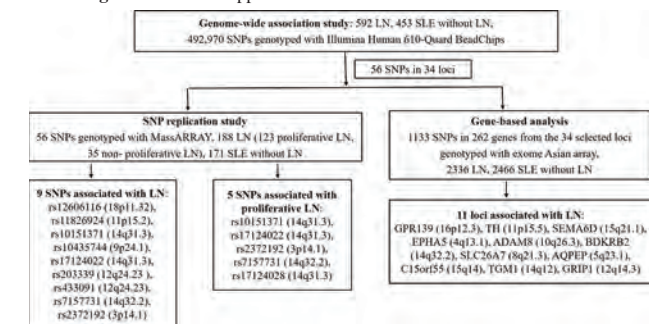 Genome-wide association study: 592 LN, 453 SLE without LN,
492,970 SNPs genotyped with Illumina Human 610-Quard BeadChips
56 SNPs in 34 loci
SNP replication study
56 SNPs genotyped with MassARRAY, 188 LN (123 proliferative LN,
35 non- proliferative LN), 171 SLE without LN
Gene-based analysis
1133 SNPs in 262 genes from the 34 selected loci
genotyped with exome Asian array,
2336 LN, 2466 SLE without LN
9 SNPs associated with LN:
rs12606116 (18p11.32);
rs11826924 (11p15.2);
rs10151371 (14q31.3);
rs10435744 (9q24.1);
rs17124022 (14q31.3);
rs203339 (12q24.23 );
rs433091 (12q24.23);
rs7157731 (14q32.2);
rs2372192 (3p14.1)
5 SNPs associated with
proliferative LN:
rs10151371 (14q31.3);
rs17124022 (14q31.3);
rs2372192 (3p14.1);
rs7157731 (14q32.2);
rs17124028 (14q31.3)
11 loci associated with LN:
GPR139 (16p12.3), TH (11p15.5), SEMA6D (15q21.1)
EPHA5 (4q13.1), ADAM8 (10q26.3), BDKRB2
(14q32.2), SLC26A7 (8q21.3), AQPEP (5q23.1),
C15orf55 (15q14), TGM1 (14q12), GRIP1 (12q14.3)